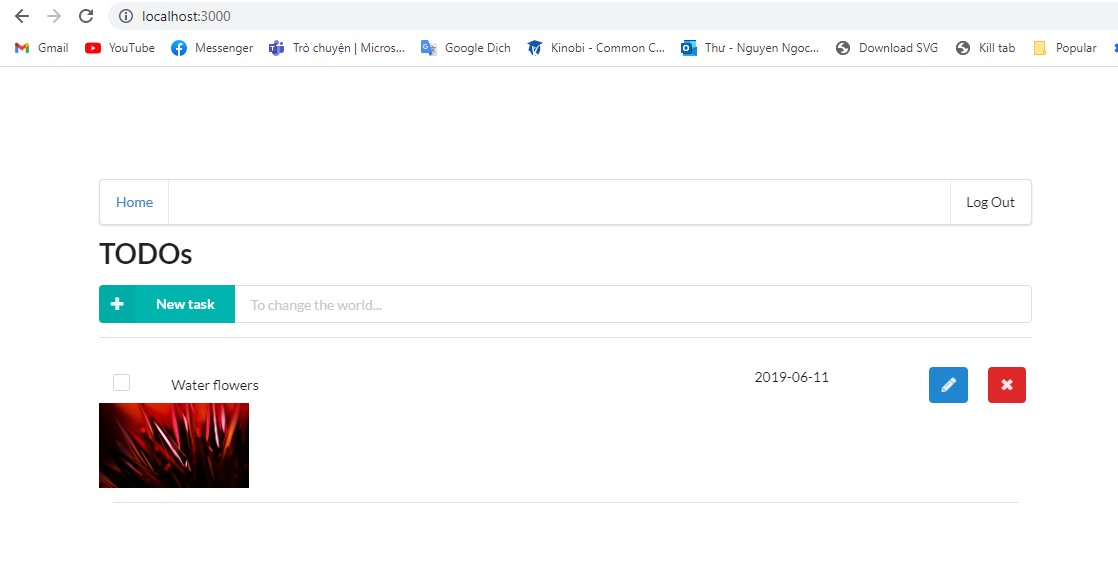 localhost:3000
Gmail YouTube Messenger Trò chuyện | Micros... Google Dịch Kinobi - Common C... Thư - Nguyen Ngoc... Download SVG Kill tab Popular
Home Log Out
TODOs
New task To change the world...
Water flowers 2019-06-11